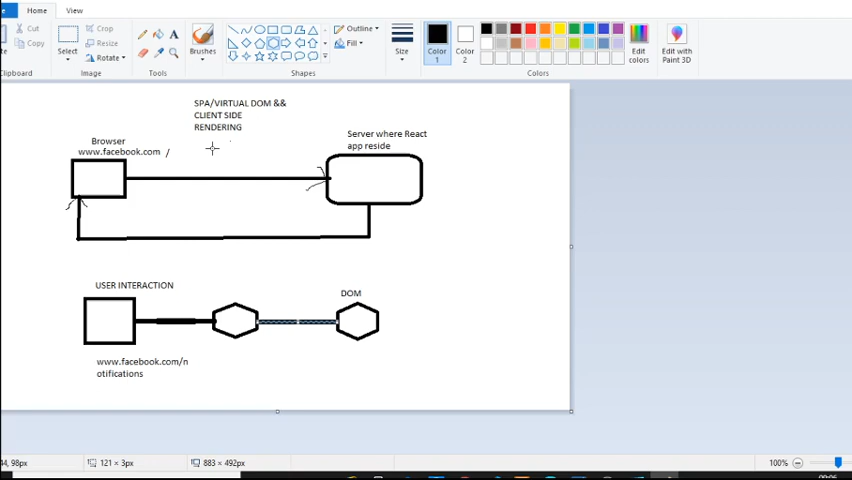 Home
View
Cut
Copy
Clipboard
Select
Crop
Resize
Rotate
Image
A
Tools
Brushes
Shapes
Outline
Fill
Size
Color
1
Color
2
Edit
colors
Edit with
Paint 3D
Colors
SPA/VIRTUAL DOM &&
CLIENT SIDE
RENDERING
Browser
www.facebook.com /
Server where React
app reside
USER INTERACTION
DOM
www.facebook.com/n
otifications
44, 98px
121 × 3px
883 × 492px
100%